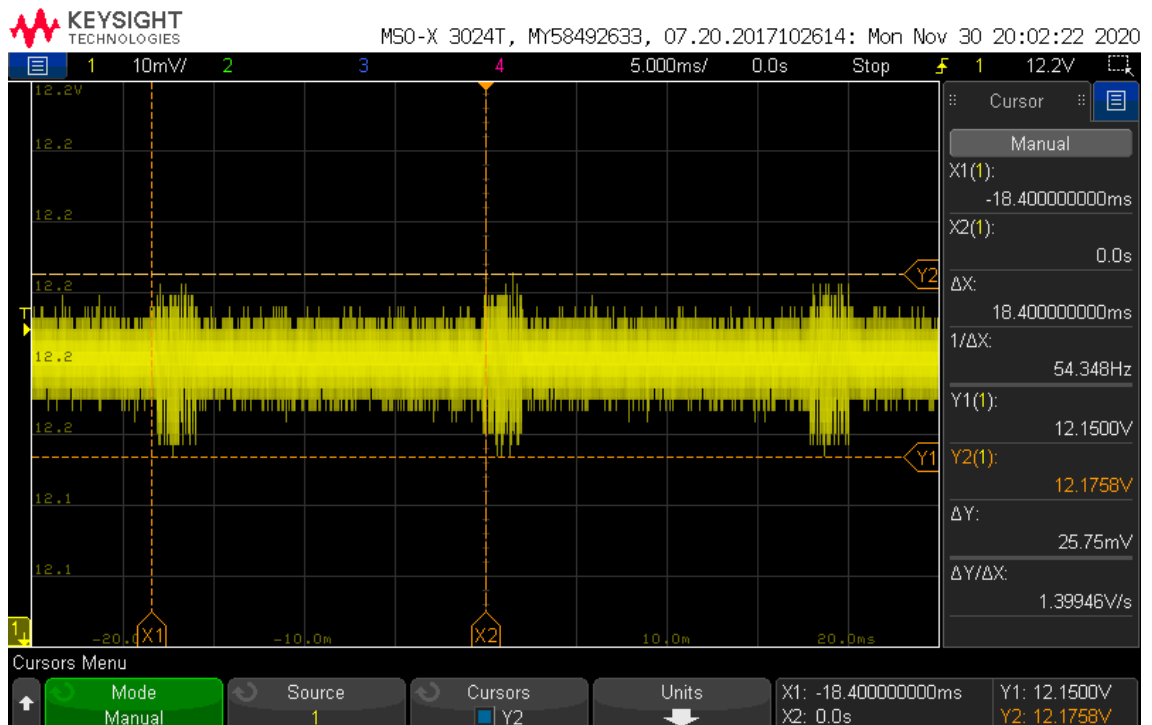 KEYSIGHT
TECHNOLOGIES
MSO-X 3024T, MY58492633, 07.20.2017102614: Mon Nov 30 20:02:22 2020
1 10mV/ 2 3 4 5.000ms/ 0.0s Stop 1 12.2V
12.2V
12.2
12.2
12.2
12.2
12.2
12.1
12.1
T
Y2
Y1
1
-20.
X1
-10.0m
X2
10.0m
20.0ms
Cursor
Manual
X1(1):
-18.400000000ms
X2(1):
0.0s
ΔX:
18.400000000ms
1/ΔX:
54.348Hz
Y1(1):
12.1500V
Y2(1):
12.1758V
ΔY:
25.75mV
ΔY/ΔX:
1.39946V/s
Cursors Menu
Mode
Manual
Source
1
Cursors
Y2
Units
X1: -18.400000000ms
X2: 0.0s
Y1: 12.1500V
Y2: 12.1758V